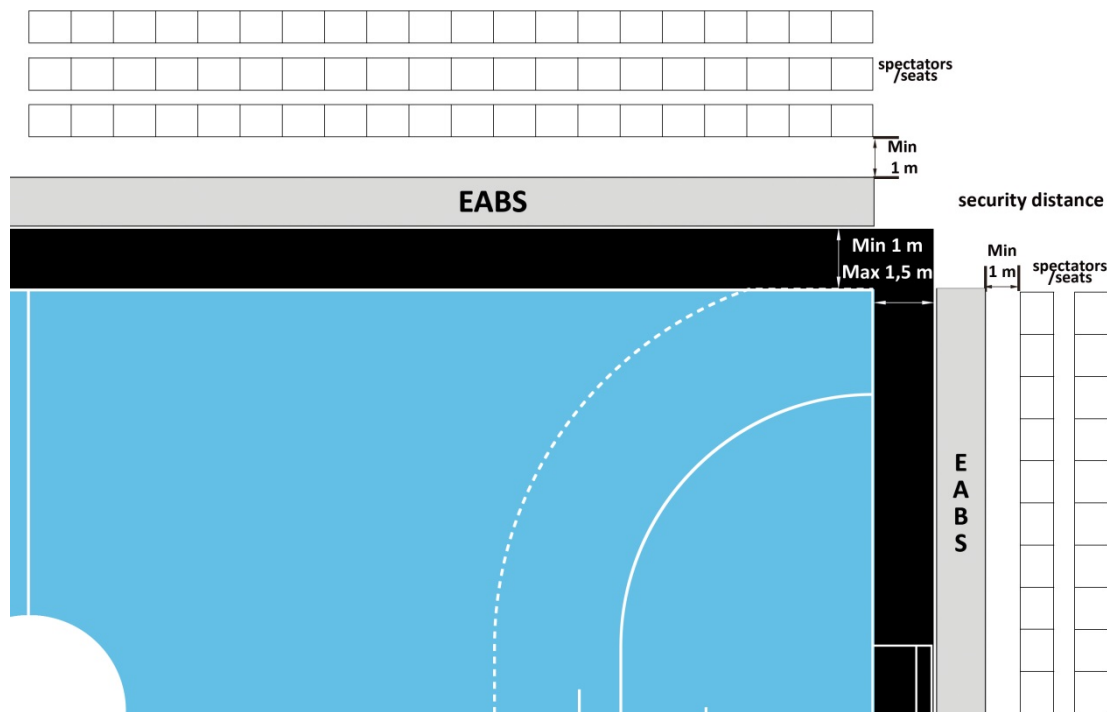 spectators
/seats
Min
1 m
EABS
security distance
Min 1 m
Max 1,5 m
Min
1 m
spectators
/seats
E
A
B
S